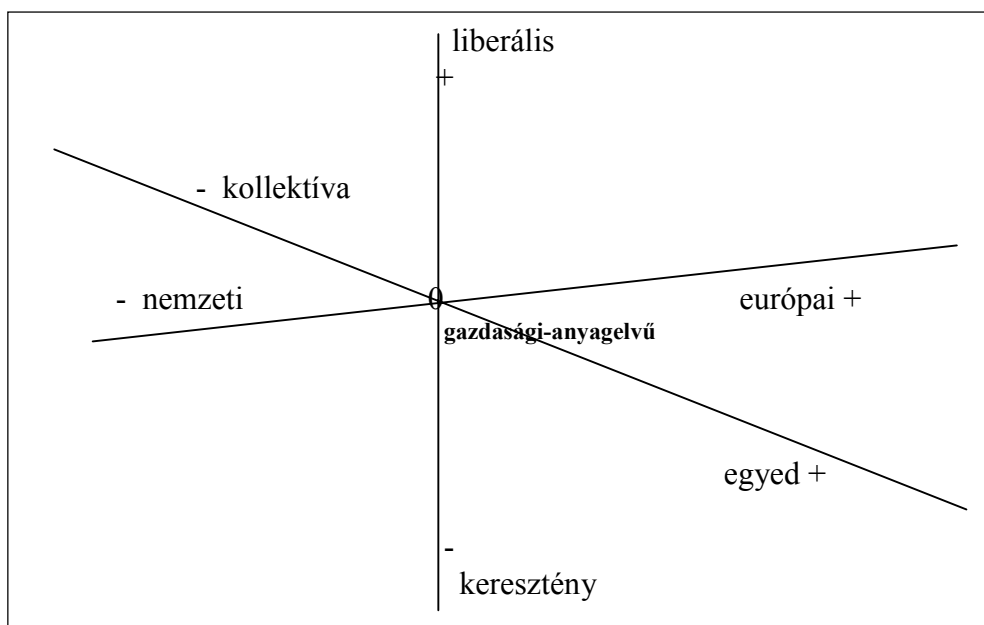 liberális
+
- kollektíva
- nemzeti
0
európai +
gazdasági-anyagelvű
egyed +
-
keresztény